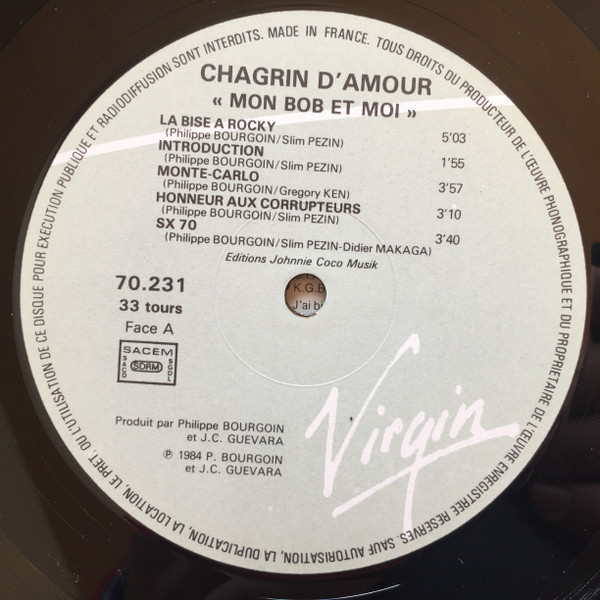 MADE IN FRANCE. TOUS DROITS DU PRODUCTEUR DE L'ŒUVRE PHONOGRAPHIQUE ET DU PROPRIETAIRE DE L'ŒUVRE ENREGISTREE RESERVES. SAUF AUTORISATION, LA DUPLICATION, LA LOCATION, LE PRET, OU L'UTILISATION DE CE DISQUE POUR EXECUTION PUBLIQUE ET RADIODIFFUSION SONT INTERDITS.
CHAGRIN D'AMOUR
« MON BOB ET MOI »
LA BISE A ROCKY
(Philippe BOURGOIN/Slim PEZIN) 5'03
INTRODUCTION
(Philippe BOURGOIN/Slim PEZIN) 1'55
MONTE-CARLO
(Philippe BOURGOIN/Gregory KEN) 3'57
HONNEUR AUX CORRUPTEURS
(Philippe BOURGOIN/Slim PEZIN) 3'10
SX 70
(Philippe BOURGOIN/Slim PEZIN-Didier MAKAGA) 3'40
Editions Johnnie Coco Musik
70.231
33 tours
Face A
K.G.B
J'ai
SACEM
SACD SDRM SGDL
Produit par Philippe BOURGOIN
et J.C. GUEVARA
℗ 1984 P. BOURGOIN
et J.C. GUEVARA
Virgin